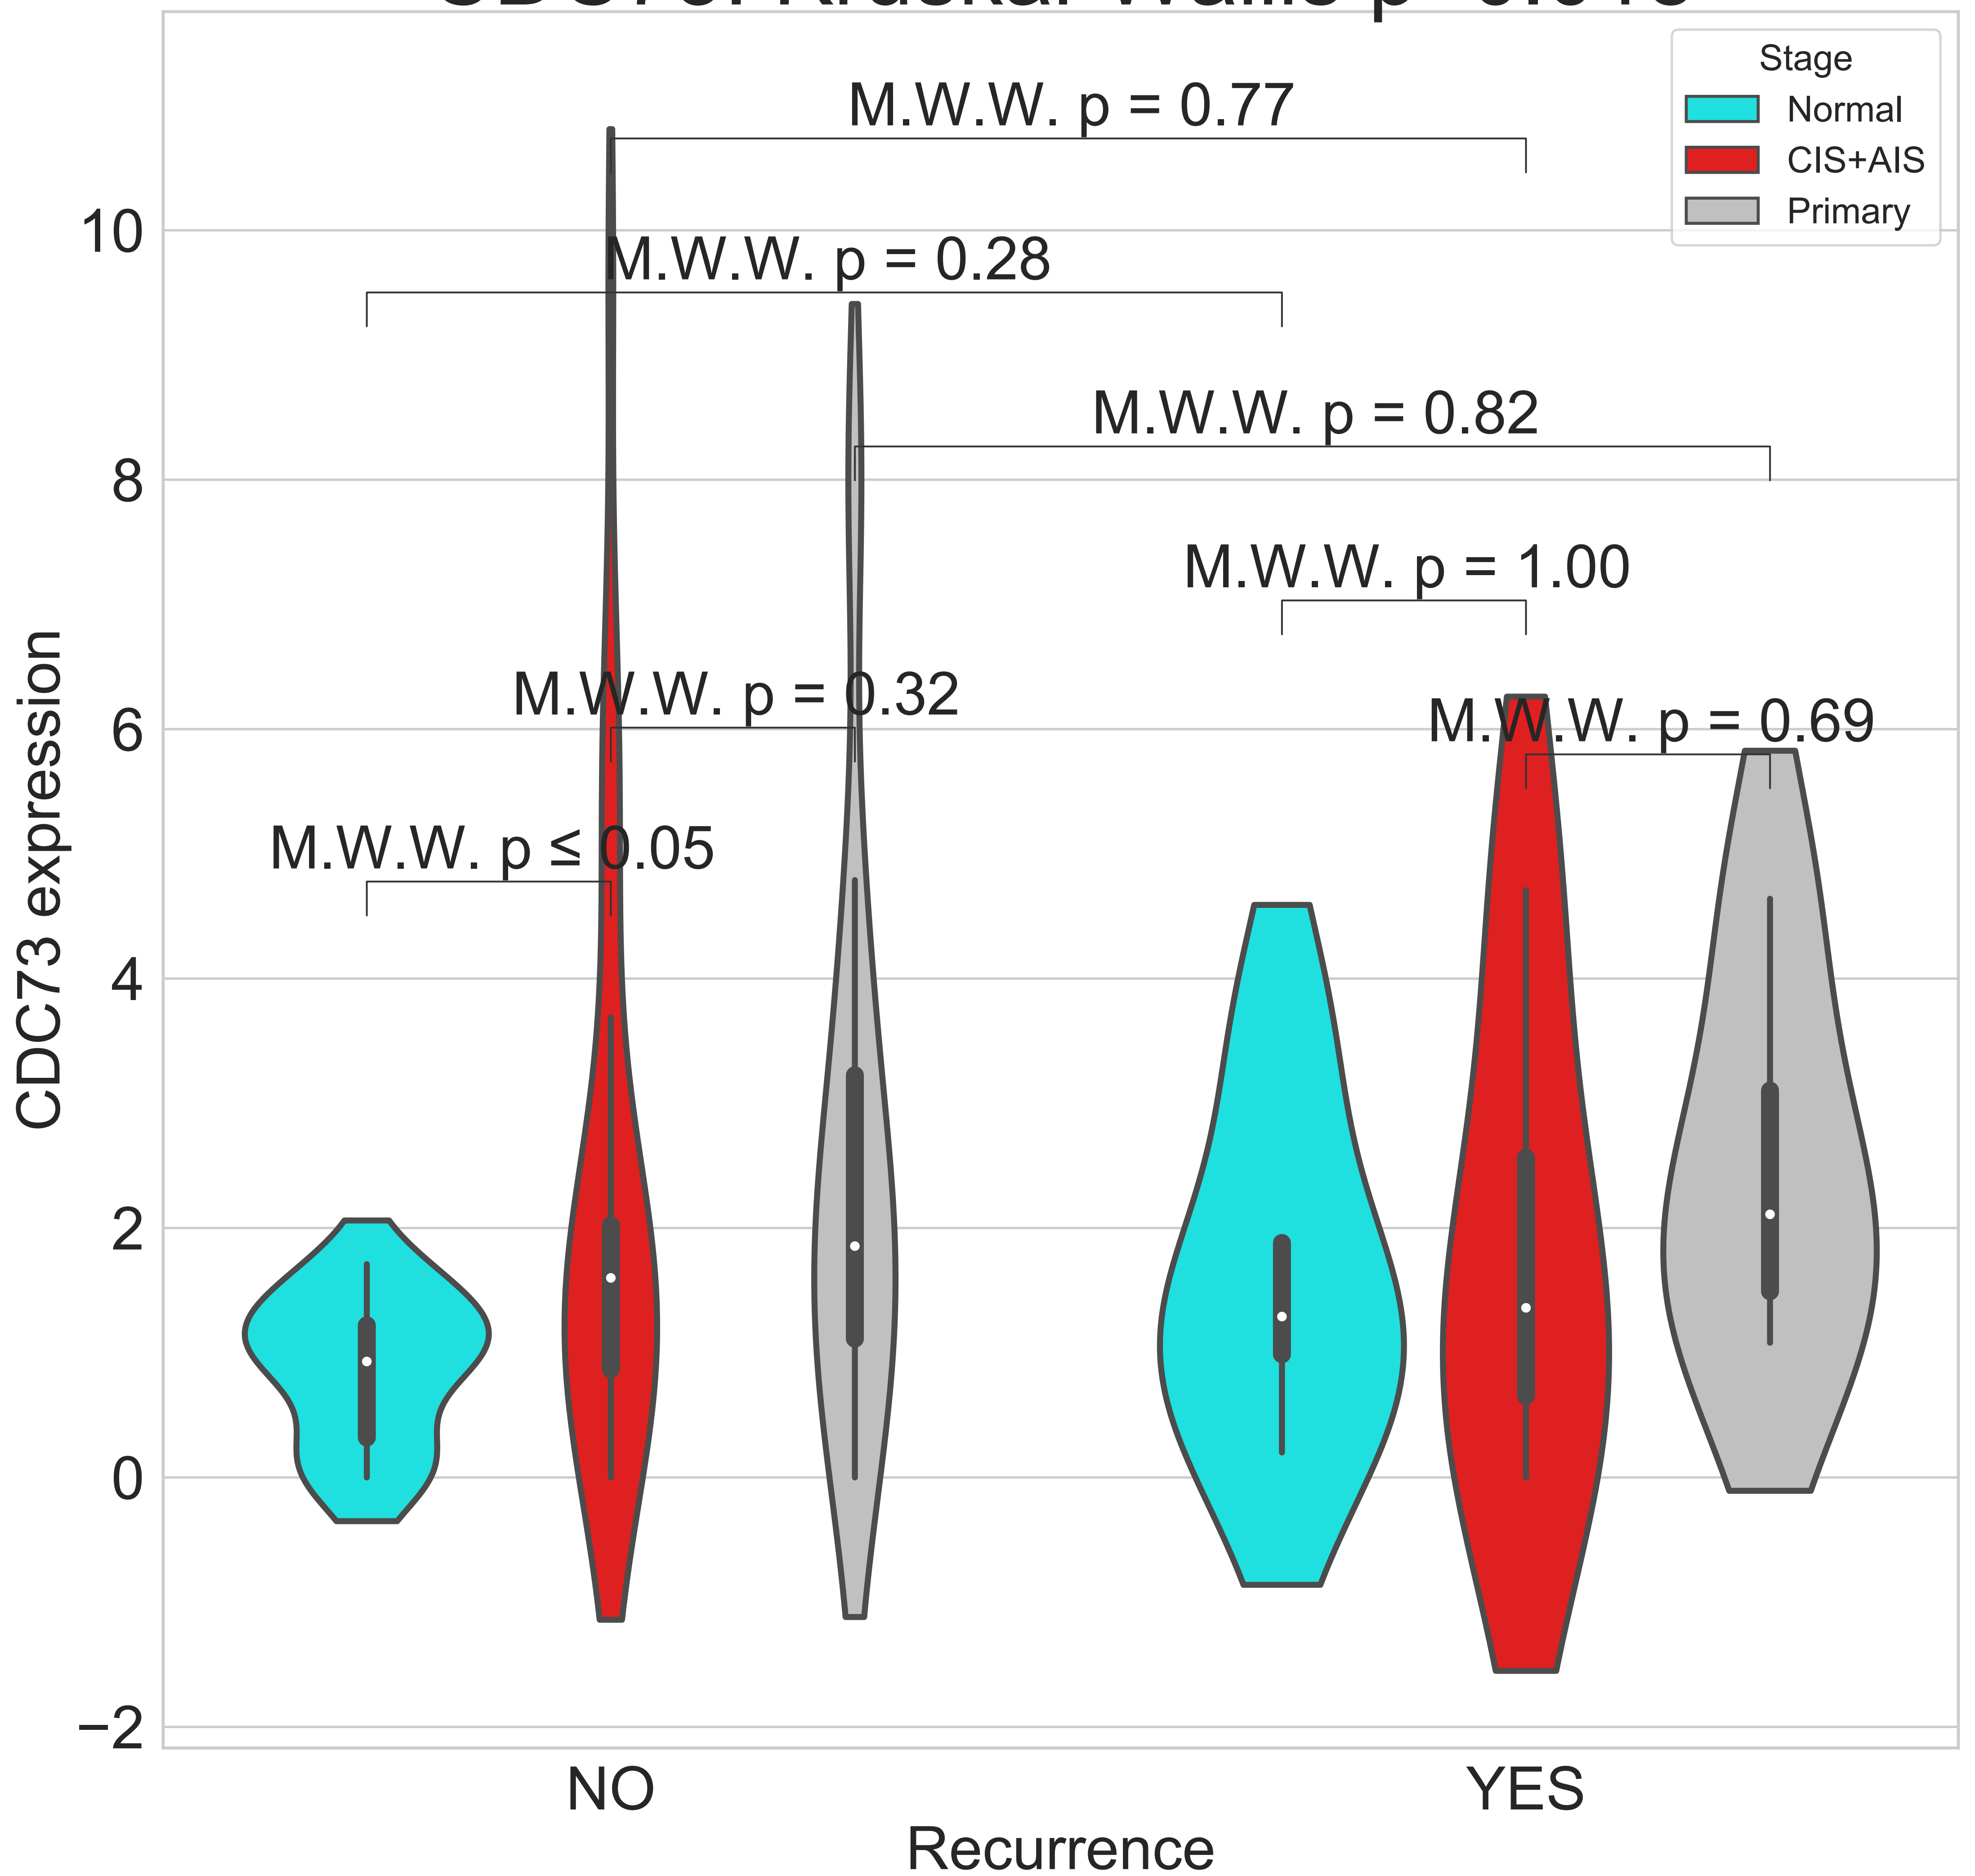 Stage
Normal
CIS+AIS
Primary
M.W.W. p = 0.77
M.W.W. p = 0.28
M.W.W. p = 0.82
M.W.W. p = 1.00
M.W.W. p = 0.32
M.W.W. p = 0.69
M.W.W. p ≤ 0.05
10
8
6
4
2
0
−2
CDC73 expression
NO
YES
Recurrence